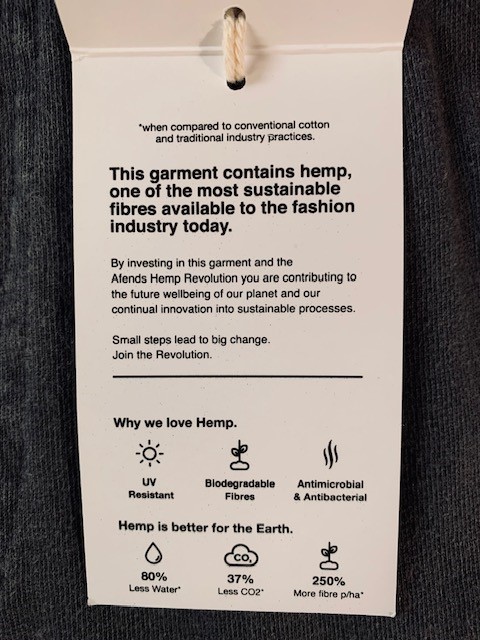 *when compared to conventional cotton
and traditional industry practices.
This garment contains hemp,
one of the most sustainable
fibres available to the fashion
industry today.
By investing in this garment and the
Afends Hemp Revolution you are contributing to
the future wellbeing of our planet and our
continual innovation into sustainable processes.
Small steps lead to big change.
Join the Revolution.
Why we love Hemp.
UV
Resistant
Biodegradable
Fibres
Antimicrobial
& Antibacterial
Hemp is better for the Earth.
CO2
80%
Less Water*
37%
Less CO2*
250%
More fibre p/ha*